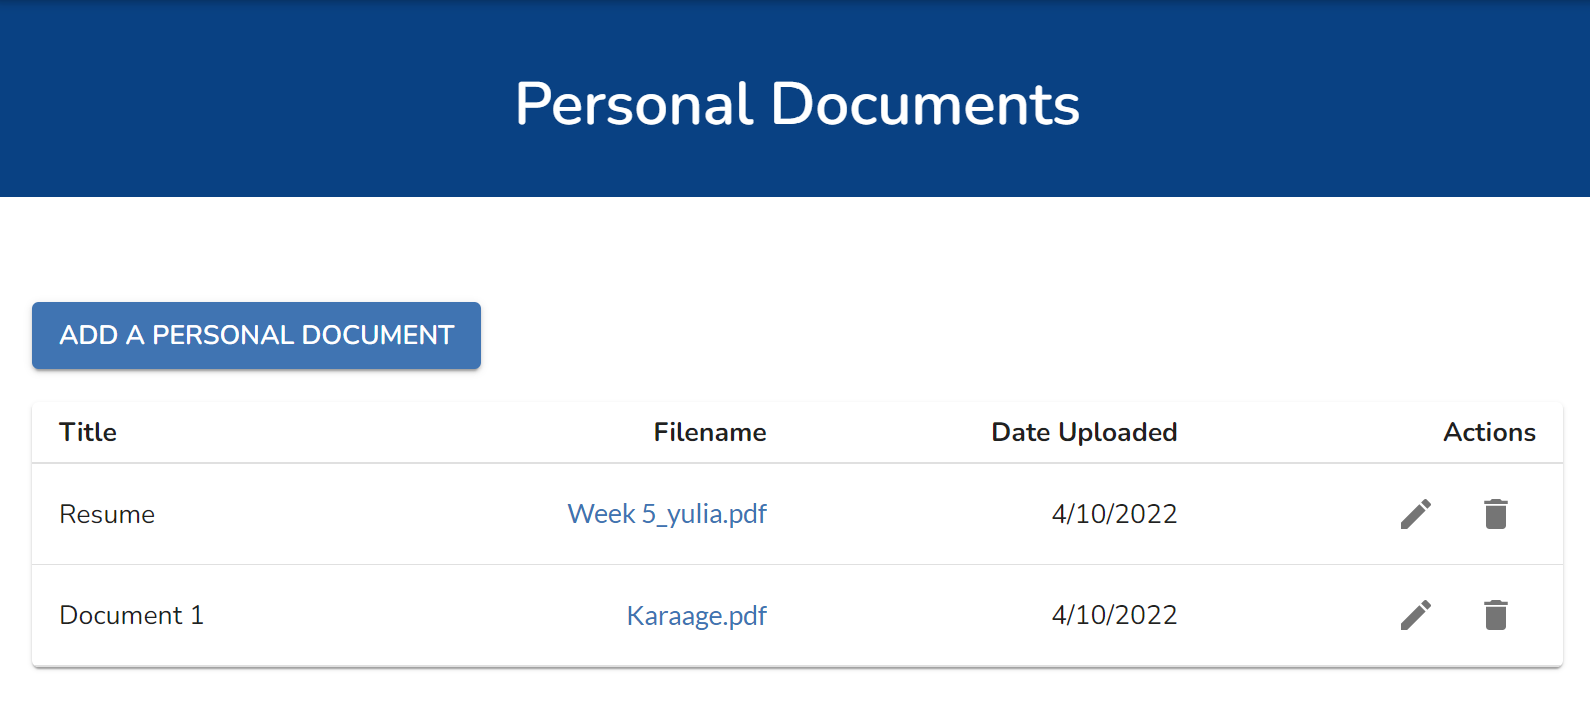 Personal Documents
ADD A PERSONAL DOCUMENT
Title Filename Date Uploaded Actions
Resume Week 5_yulia.pdf 4/10/2022
Document 1 Karaage.pdf 4/10/2022